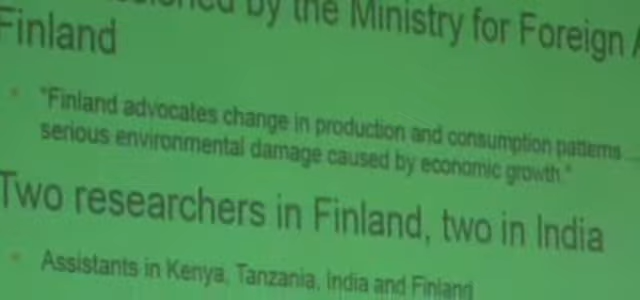 by the Ministry for Foreign
Finland
"Finland advocates change in production and consumption patterns ...
serious environmental damage caused by economic growth."
Two researchers in Finland, two in India
Assistants in Kenya, Tanzania, India and Finland